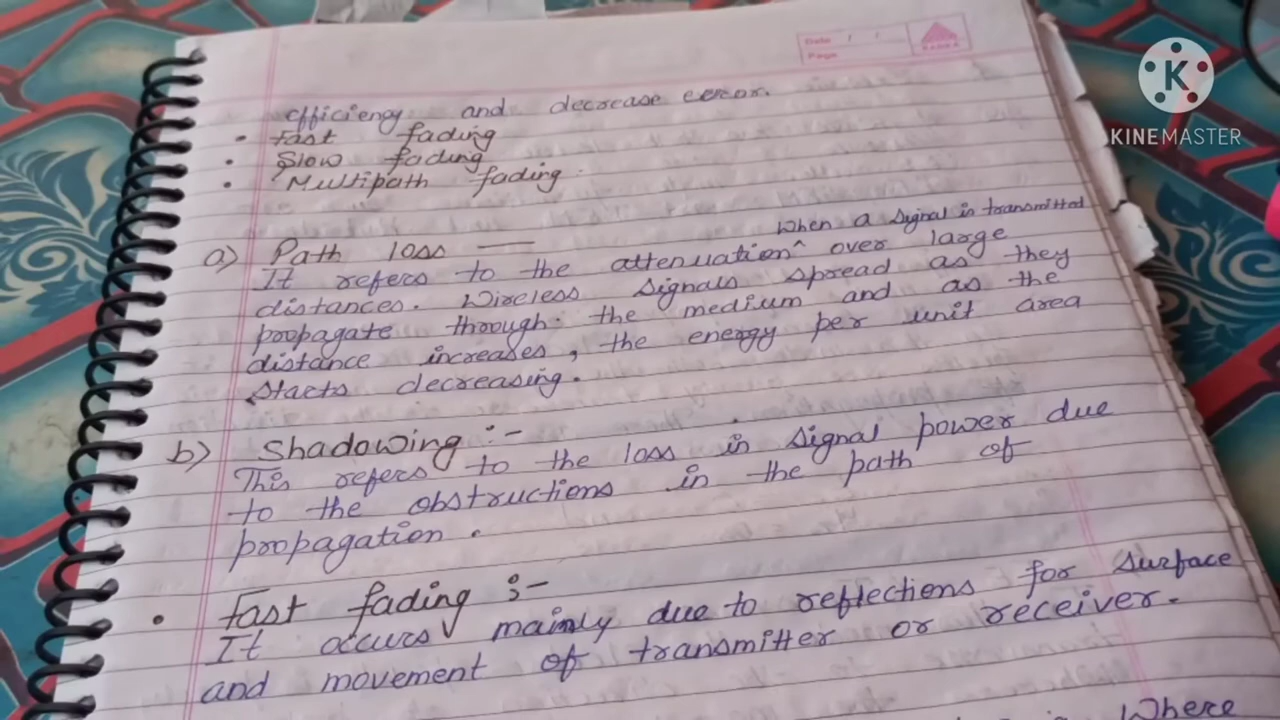 Date / /
Page
KINEMASTER
efficiency and decrease error.
• fast fading
• Slow fading
• Multipath fading.
a) Path loss —
when a signal is transmitted
It refers to the attenuation^ over large
distances. Wireless signals spread as they
propagate through the medium and as the
distance increases, the energy per unit area
starts decreasing.
b) Shadowing :-
This refers to the loss in signal power due
to the obstructions in the path of
propagation.
• fast fading :-
It occurs mainly due to reflections for surface
and movement of transmitter or receiver.
Where